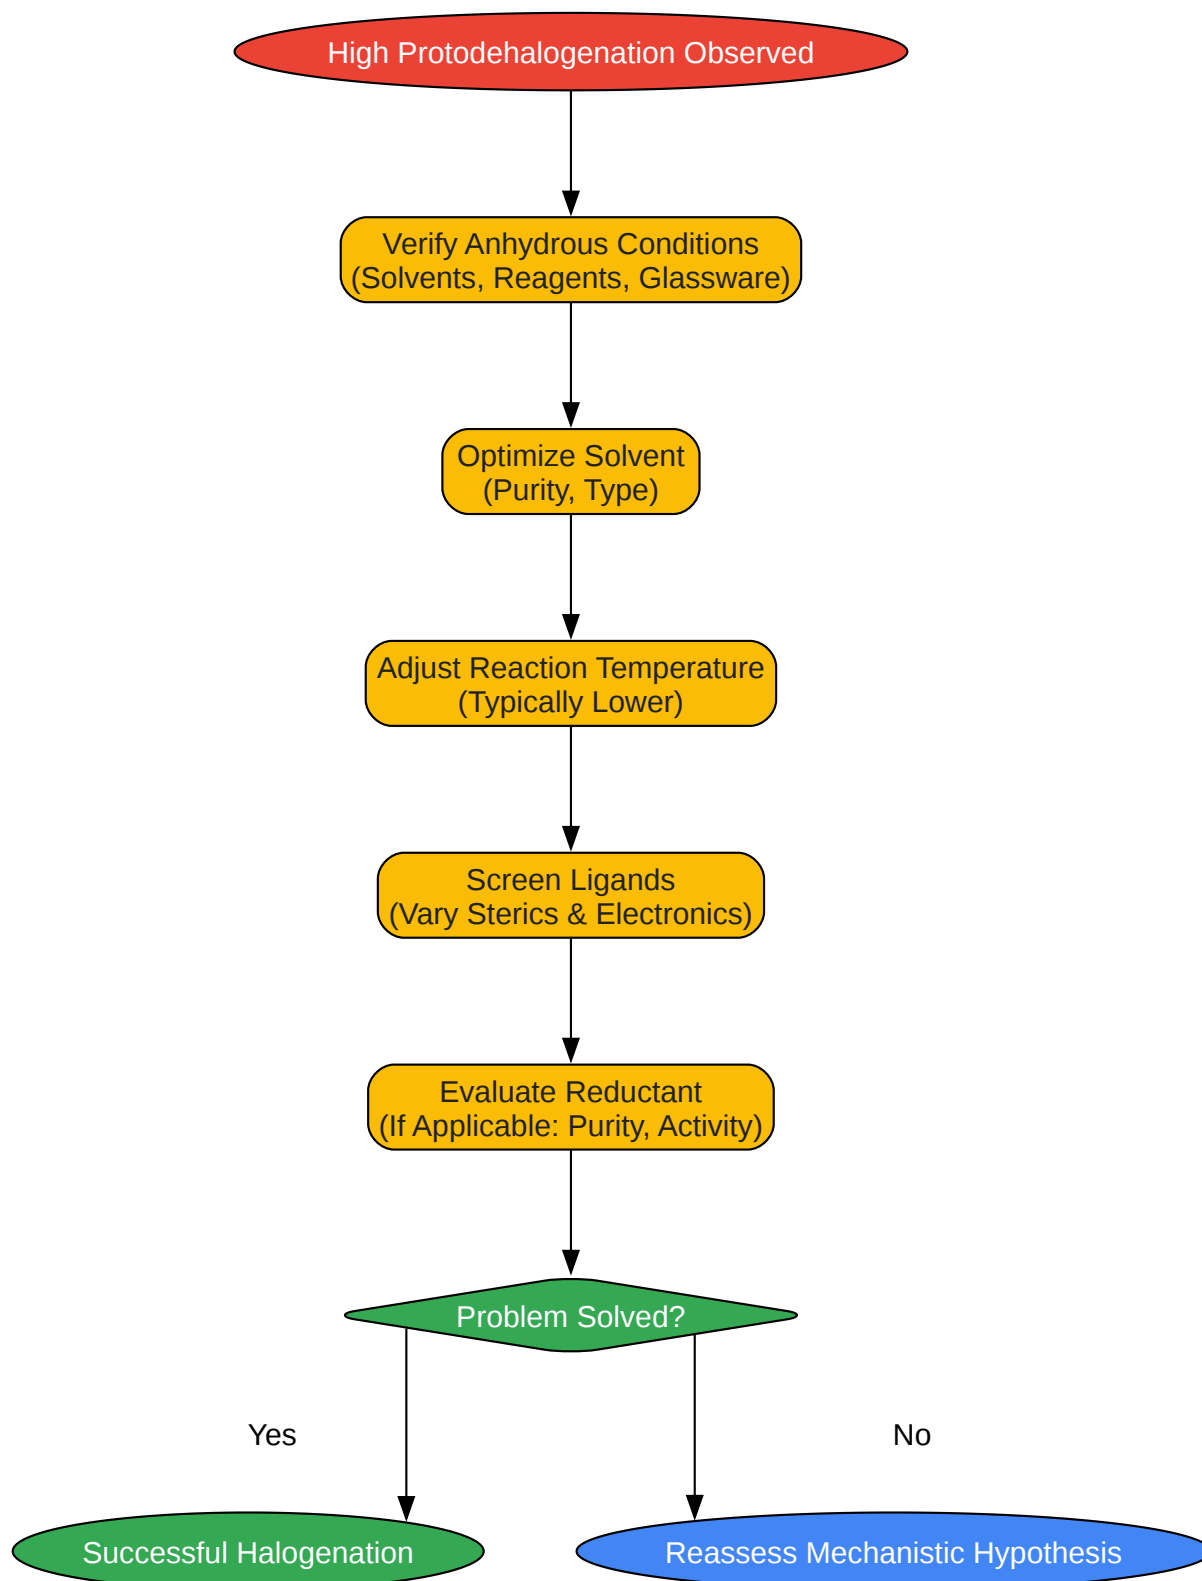 High Protodehalogenation Observed
Verify Anhydrous Conditions
(Solvents, Reagents, Glassware)
Optimize Solvent
(Purity, Type)
Adjust Reaction Temperature
(Typically Lower)
Screen Ligands
(Vary Sterics & Electronics)
Evaluate Reductant
(If Applicable: Purity, Activity)
Problem Solved?
Yes
No
Successful Halogenation
Reassess Mechanistic Hypothesis